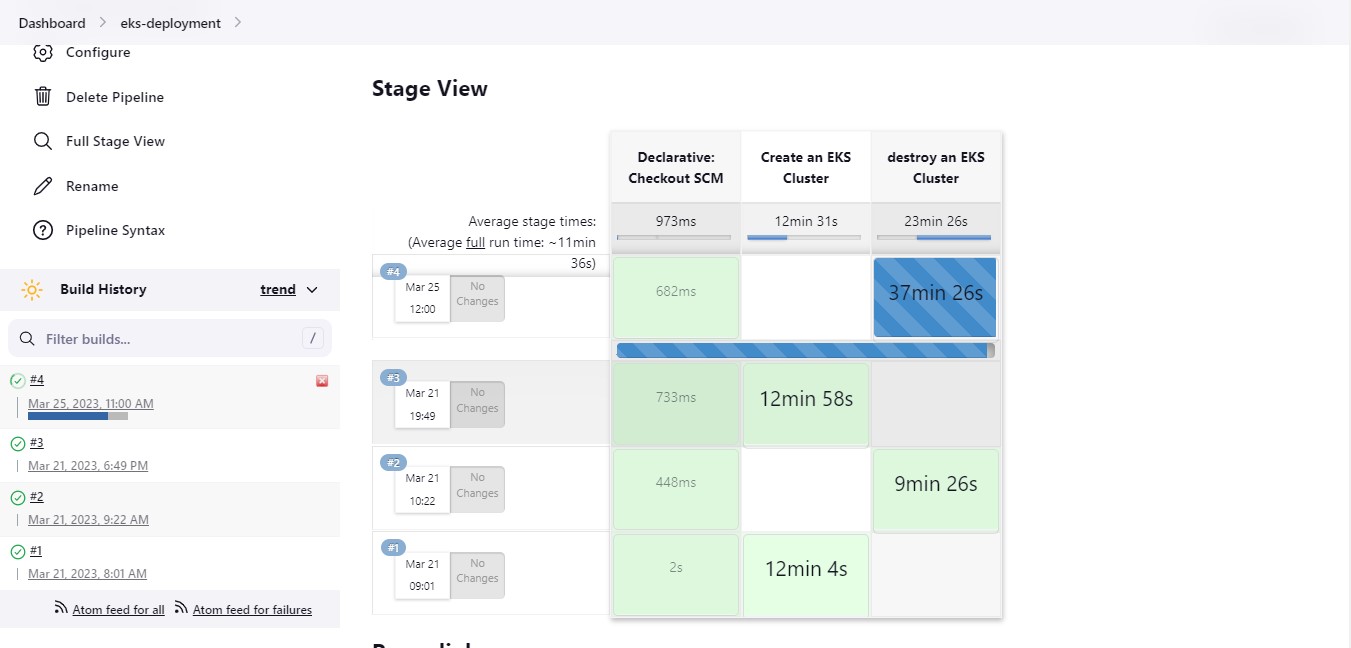 Dashboard
eks-deployment
Configure
Delete Pipeline
Full Stage View
Rename
Pipeline Syntax
Build History
trend
Filter builds...
/
#4
Mar 25, 2023, 11:00 AM
#3
Mar 21, 2023, 6:49 PM
#2
Mar 21, 2023, 9:22 AM
#1
Mar 21, 2023, 8:01 AM
Atom feed for all
Atom feed for failures
Stage View
Declarative:
Checkout SCM
Create an EKS
Cluster
destroy an EKS
Cluster
Average stage times:
(Average full run time: ~11min
36s)
973ms
12min 31s
23min 26s
#4
Mar 25
12:00
No
Changes
682ms
37min 26s
#3
Mar 21
19:49
No
Changes
733ms
12min 58s
#2
Mar 21
10:22
No
Changes
448ms
9min 26s
#1
Mar 21
09:01
No
Changes
2s
12min 4s